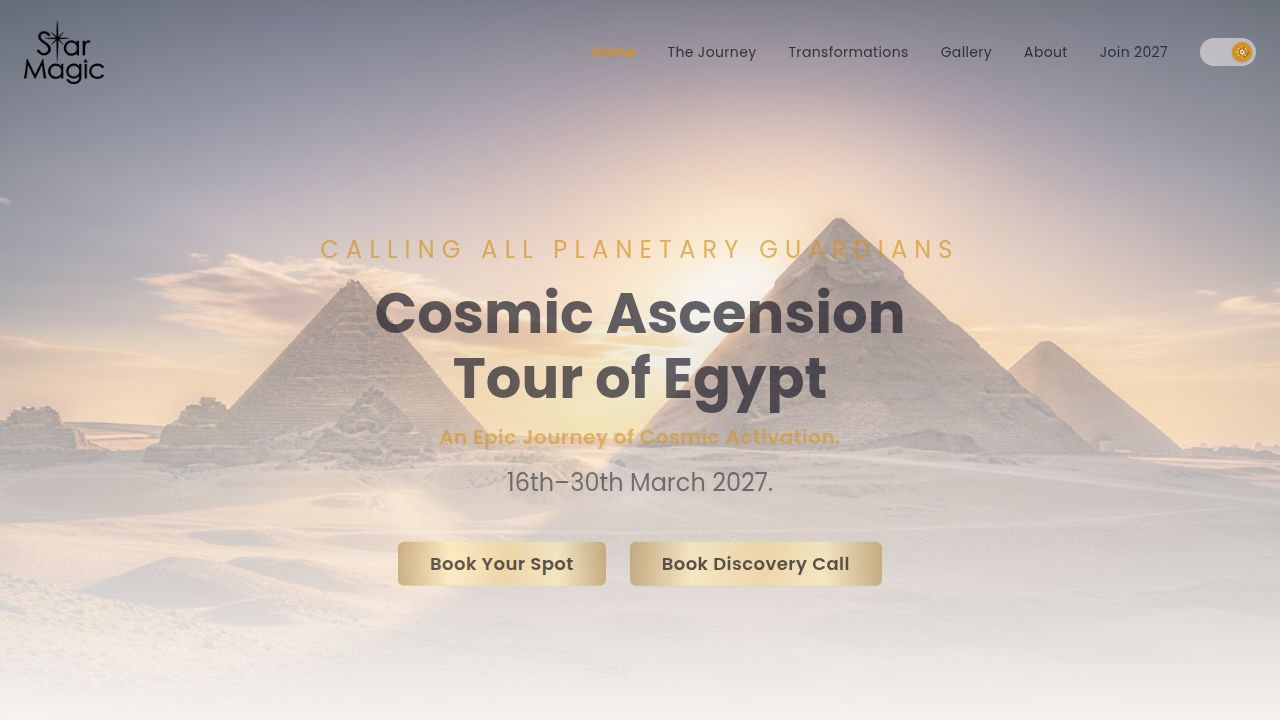 Star
Magic
Home
The Journey
Transformations
Gallery
About
Join 2027
CALLING ALL PLANETARY GUARDIANS
Cosmic Ascension
Tour of Egypt
An Epic Journey of Cosmic Activation.
16th–30th March 2027.
Book Your Spot
Book Discovery Call